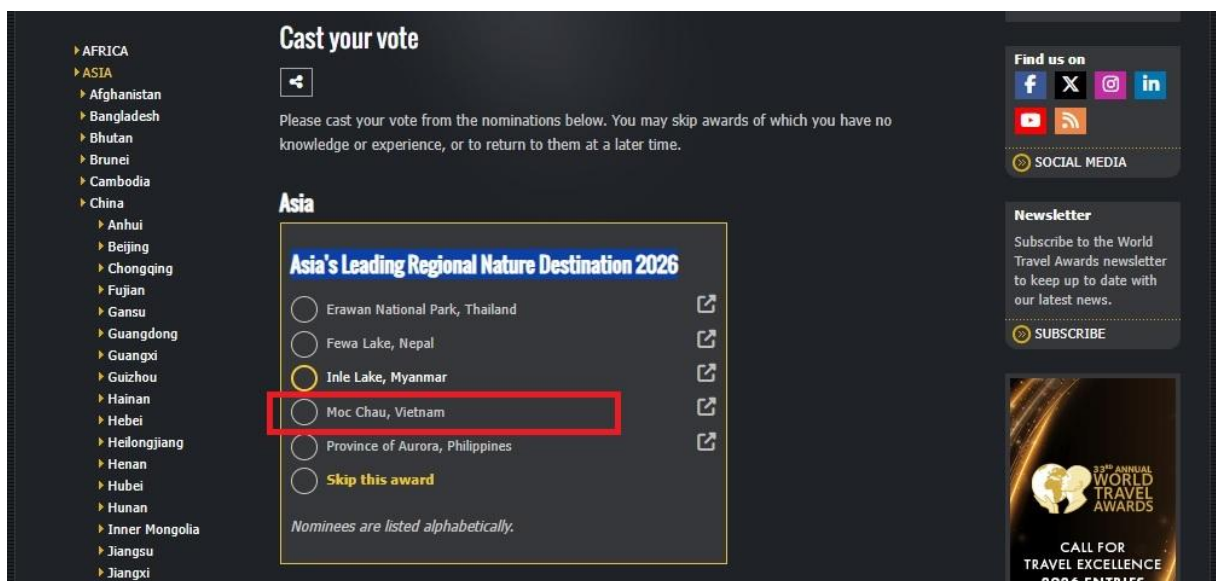 AFRICA
ASIA
Afghanistan
Bangladesh
Bhutan
Brunei
Cambodia
China
Anhui
Beijing
Chongqing
Fujian
Gansu
Guangdong
Guangxi
Guizhou
Hainan
Hebei
Heilongjiang
Henan
Hubei
Hunan
Inner Mongolia
Jiangsu
Jiangxi
Cast your vote
Please cast your vote from the nominations below. You may skip awards of which you have no
knowledge or experience, or to return to them at a later time.
Asia
Asia's Leading Regional Nature Destination 2026
Erawan National Park, Thailand
Fewa Lake, Nepal
Inle Lake, Myanmar
Moc Chau, Vietnam
Province of Aurora, Philippines
Skip this award
Nominees are listed alphabetically.
Find us on
SOCIAL MEDIA
Newsletter
Subscribe to the World
Travel Awards newsletter
to keep up to date with
our latest news.
SUBSCRIBE
33RD ANNUAL
WORLD
TRAVEL
AWARDS
CALL FOR
TRAVEL EXCELLENCE
2026 ENTRIES